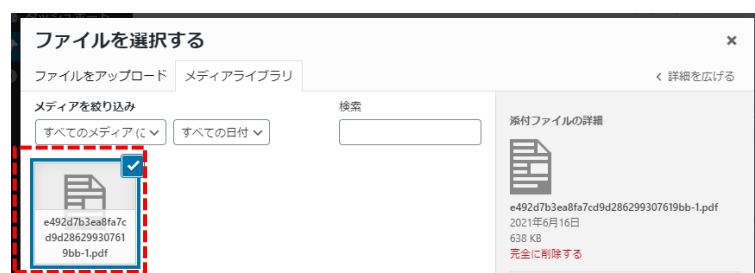 ファイルを選択する
×
ファイルをアップロード メディアライブラリ
< 詳細を広げる
メディアを絞り込み 検索
すべてのメディア (こ すべての日付
添付ファイルの詳細
e492d7b3ea8fa7c
d9d28629930761
9bb-1.pdf
e492d7b3ea8fa7cd9d286299307619bb-1.pdf
2021年6月16日
638 KB
完全に削除する